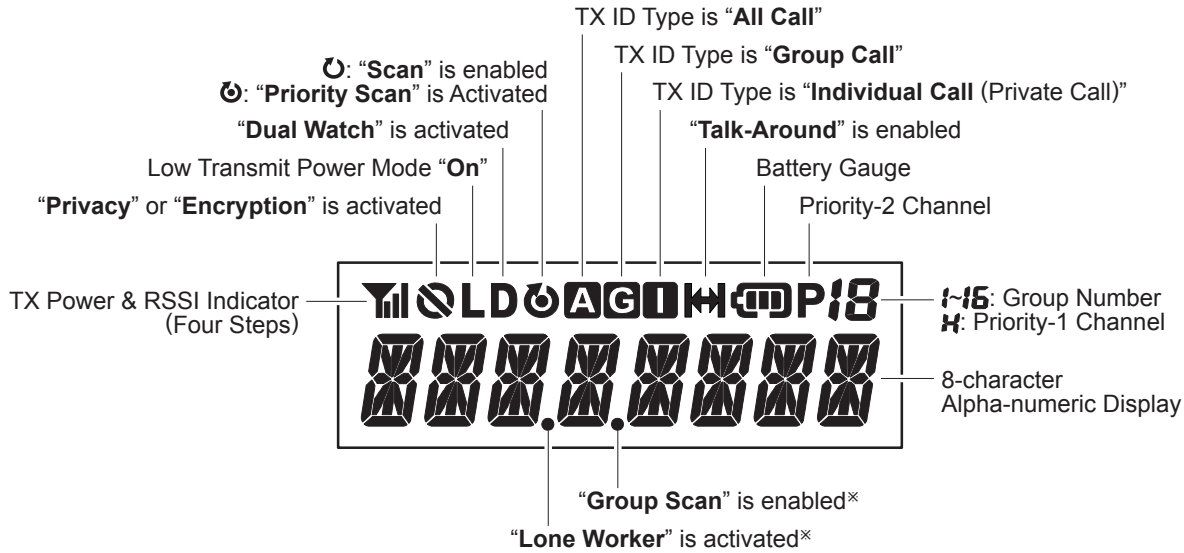 TX ID Type is “All Call”
TX ID Type is “Group Call”
↻: “Scan” is enabled
: “Priority Scan” is Activated
TX ID Type is “Individual Call (Private Call)”
“Dual Watch” is activated
“Talk-Around” is enabled
Low Transmit Power Mode “On”
Battery Gauge
“Privacy” or “Encryption” is activated
Priority-2 Channel
TX Power & RSSI Indicator
(Four Steps)
L D A G I P 18
1~16: Group Number
H: Priority-1 Channel
8-character
Alpha-numeric Display
“Group Scan” is enabled※
“Lone Worker” is activated※